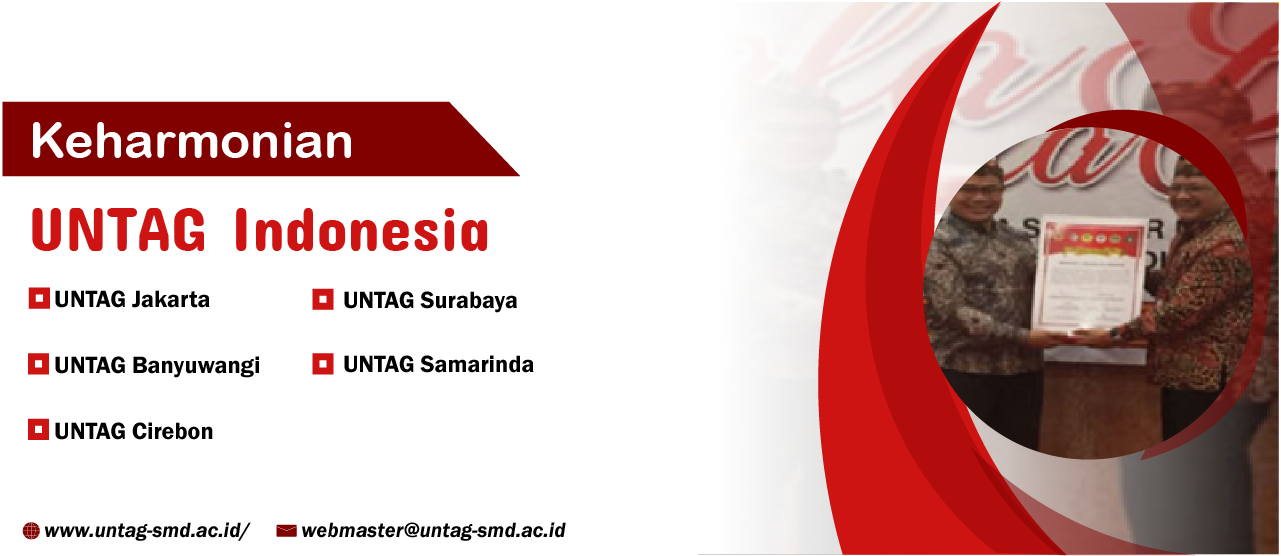 Keharmonian
UNTAG Indonesia
UNTAG Jakarta
UNTAG Surabaya
UNTAG Banyuwangi
UNTAG Samarinda
UNTAG Cirebon
www.untag-smd.ac.id/
webmaster@untag-smd.ac.id